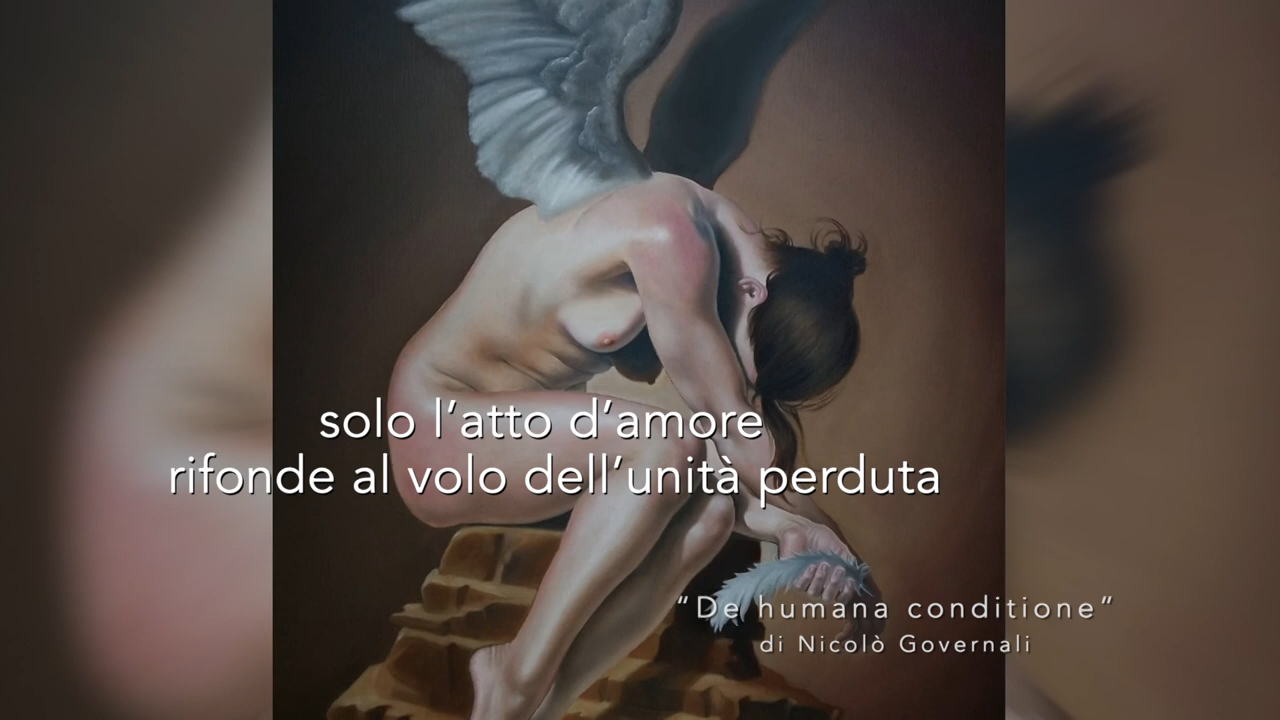 solo l’atto d’amore
rifonde al volo dell’unità perduta
“De humana conditione”
di Nicolò Governali